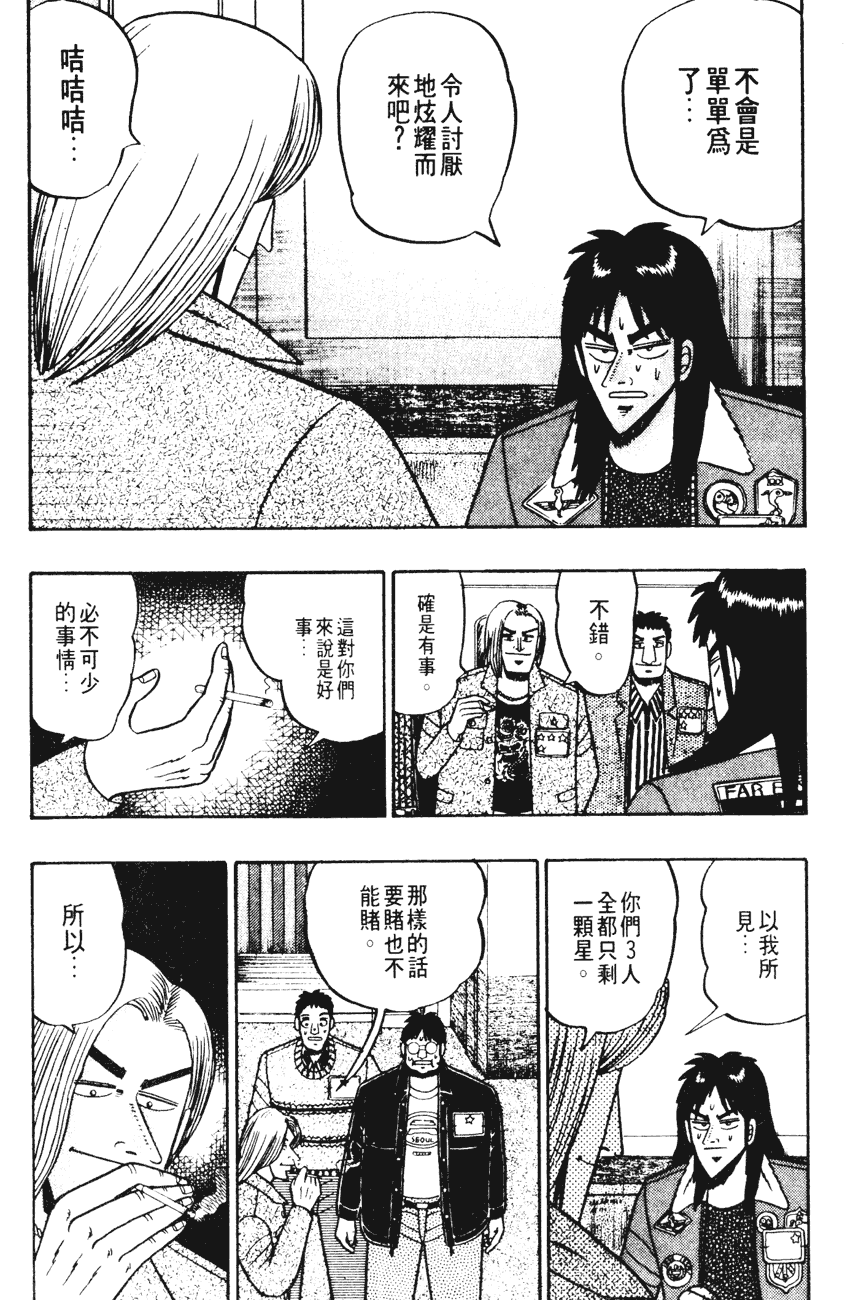 不會是
單單為
了…
令人討厭
地炫耀而
來吧？
咭咭咭…
不錯。
確是有事。
FAR E
這對你們
來說是好
事…
必不可少
的事情…
以我所
見…
你們3人
全都只剩
一顆星。
那樣的話
要賭也不
能賭。
SEOUL
所以…